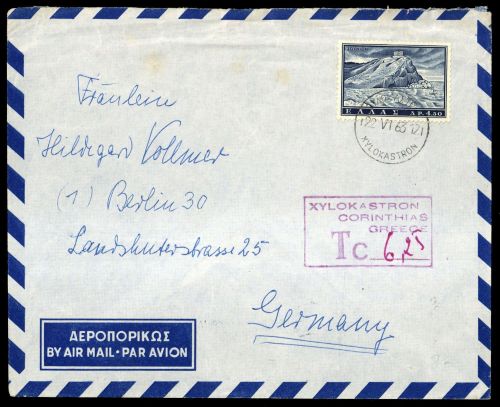 ΕΛΛΑΣ ΔΡ. 4.50
22 VI 63
XYLOKASTRON
Fräulein
Hildegard Vollmer
(1) Berlin 30
Landshuterstrasse 25
XYLOKASTRON
CORINTHIAS
GREECE
Tc 6,25
Germany
ΑΕΡΟΠΟΡΙΚΩΣ
BY AIR MAIL · PAR AVION